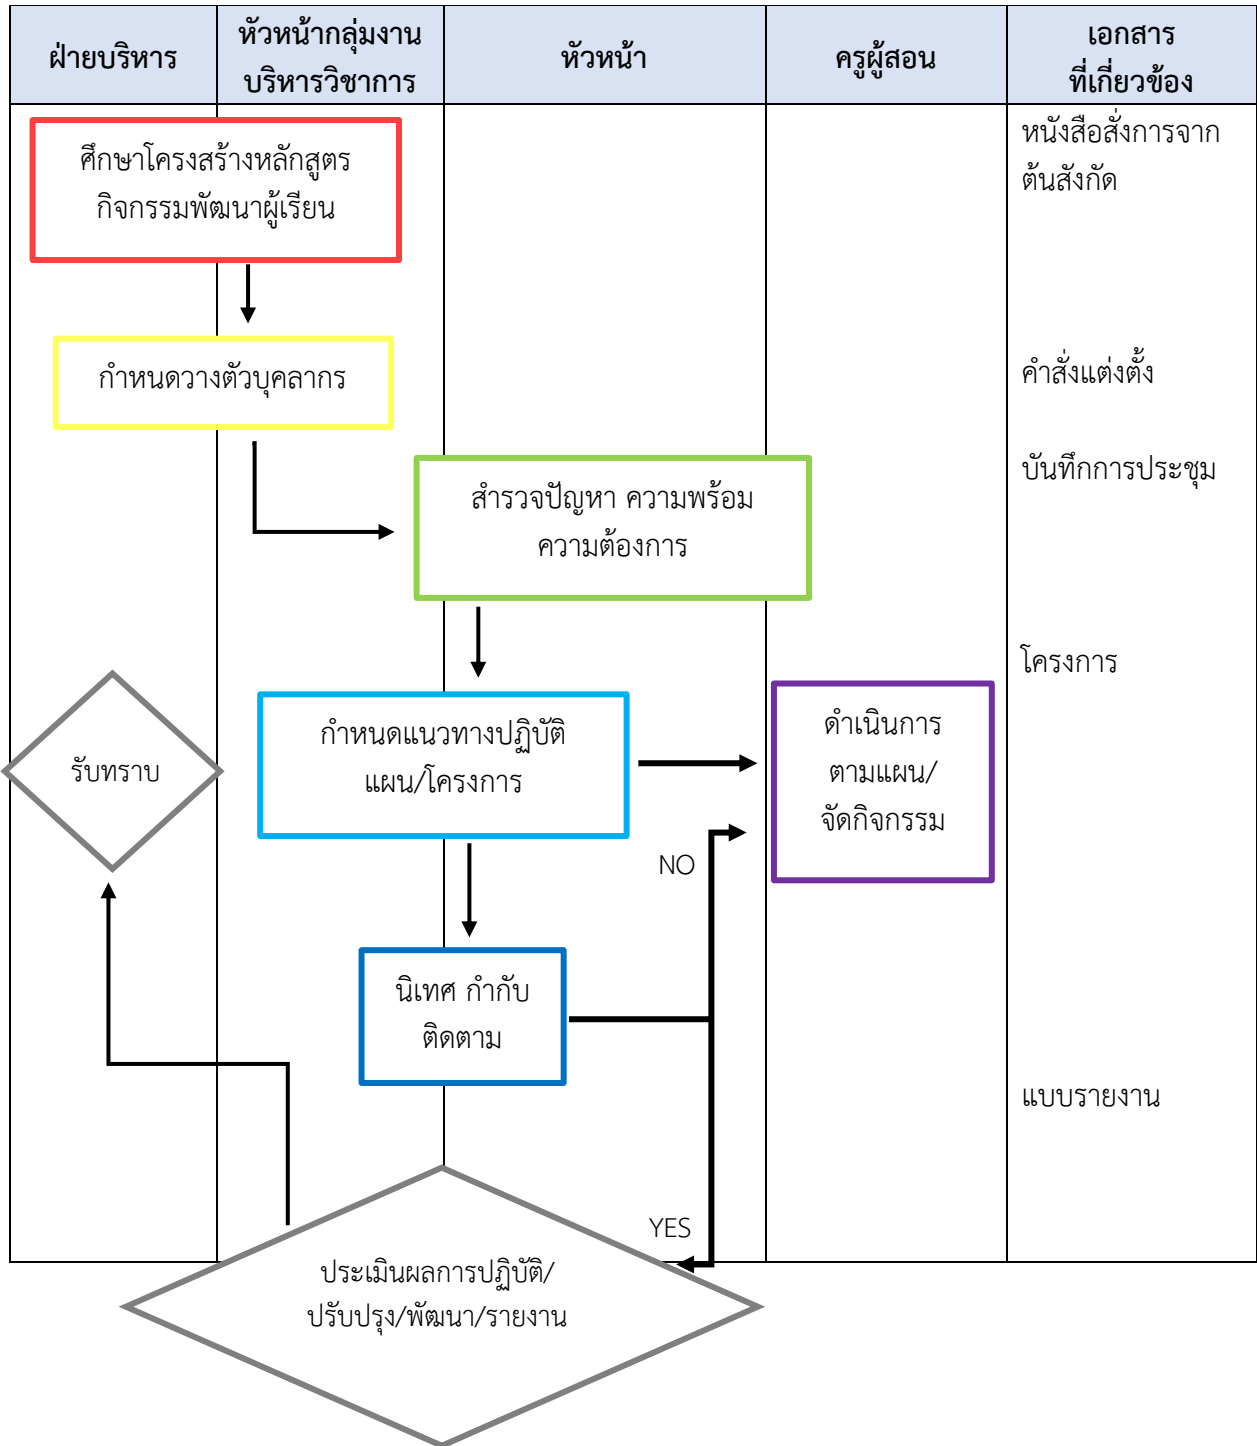 ฝ่ายบริหาร
หัวหน้ากลุ่มงาน
บริหารวิชาการ
หัวหน้า
ครูผู้สอน
เอกสาร
ที่เกี่ยวข้อง
ศึกษาโครงสร้างหลักสูตร
กิจกรรมพัฒนาผู้เรียน
หนังสือสั่งการจาก
ต้นสังกัด
กำหนดวางตัวบุคลากร
คำสั่งแต่งตั้ง
สำรวจปัญหา ความพร้อม
ความต้องการ
บันทึกการประชุม
โครงการ
รับทราบ
กำหนดแนวทางปฏิบัติ
แผน/โครงการ
ดำเนินการ
ตามแผน/
จัดกิจกรรม
NO
นิเทศ กำกับ
ติดตาม
แบบรายงาน
YES
ประเมินผลการปฏิบัติ/
ปรับปรุง/พัฒนา/รายงาน